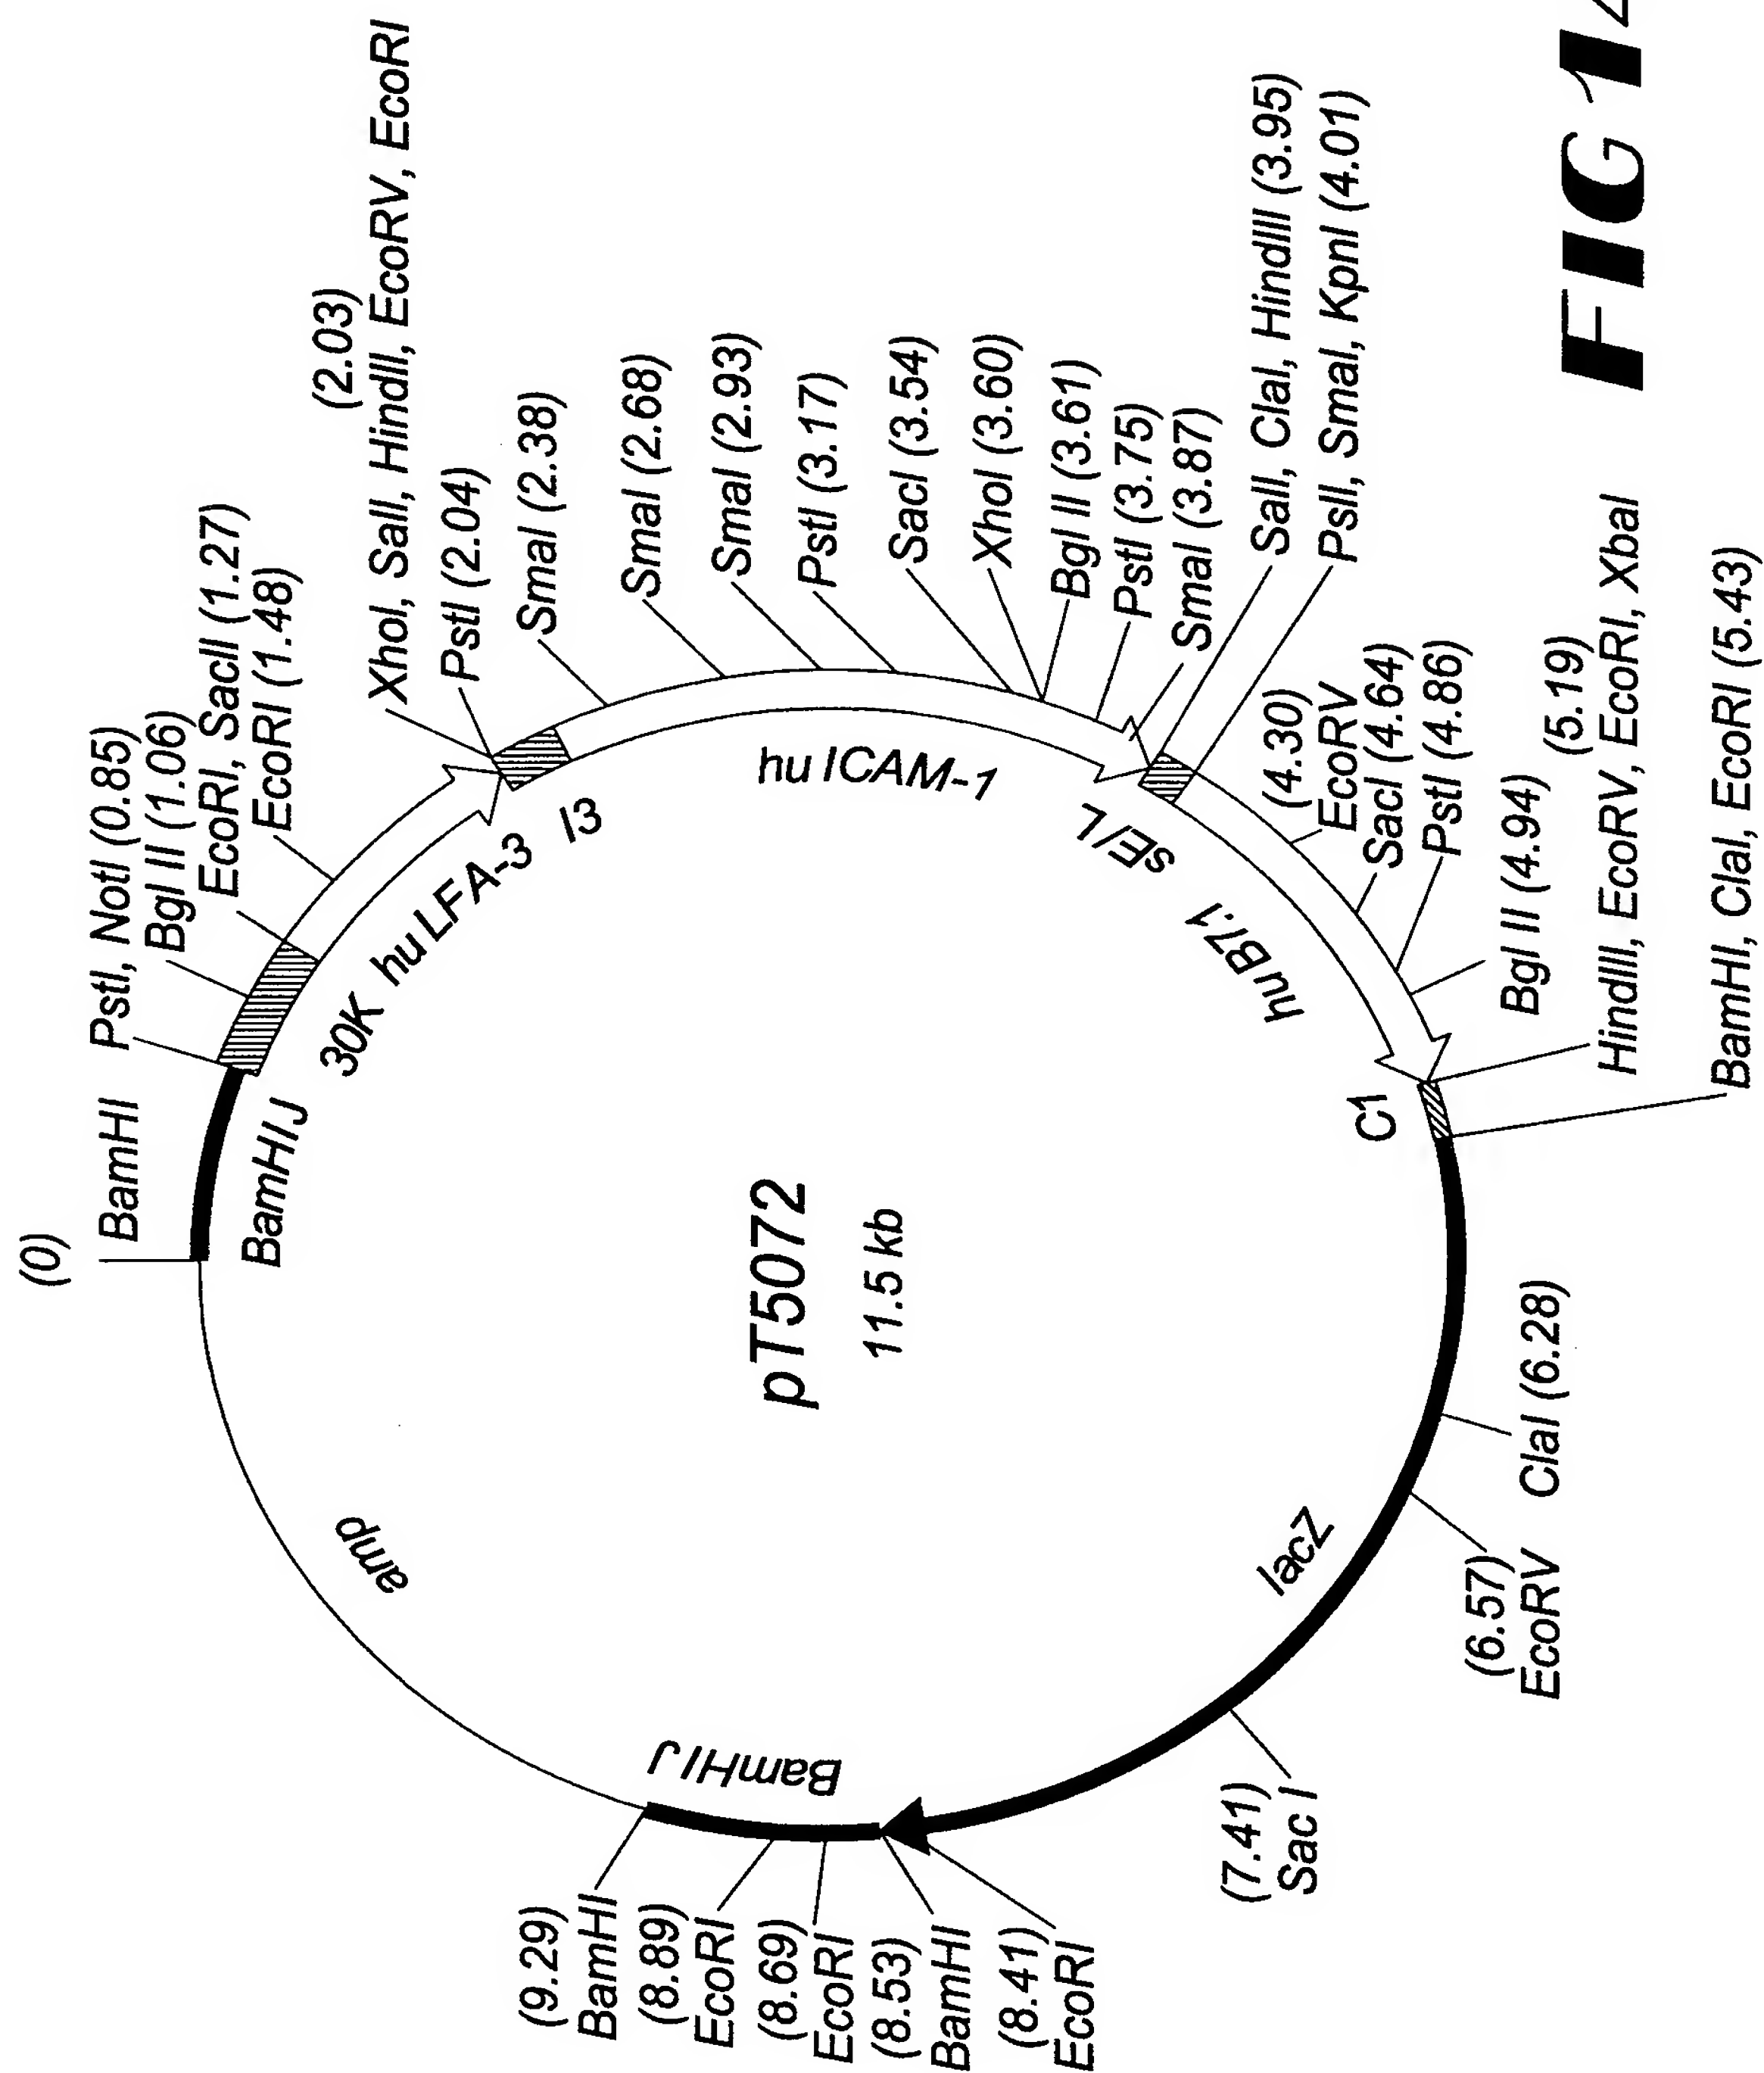 (0)
BamHI
PstI, NotI (0.85)
Bgl II (1.06)
EcoRI, SacII (1.27)
EcoRI (1.48)
(2.03)
XhoI, SalI, HindII, EcoRV, EcoRI
PstI (2.04)
SmaI (2.38)
SmaI (2.68)
SmaI (2.93)
PstI (3.17)
SacI (3.54)
XhoI (3.60)
Bgl II (3.61)
PstI (3.75)
SmaI (3.87)
SalI, ClaI, HindIII (3.95)
PsII, SmaI, KpnI (4.01)
(4.30)
EcoRV
SacI (4.64)
PstI (4.86)
Bgl II (4.94)
(5.19)
HindIII, EcoRV, EcoRI, XbaI
BamHI, ClaI, EcoRI (5.43)
ClaI (6.28)
(6.57)
EcoRV
(7.41)
Sac I
(8.41)
EcoRI
(8.53)
BamHI
(8.69)
EcoRI
(8.89)
EcoRI
(9.29)
BamHI
BamHI J
30K
hu LFA-3
I3
hu ICAM-1
sE/L
hu B7.1
C1
lacZ
BamHI J
amp
pT5072
11.5 kb
FIG 14